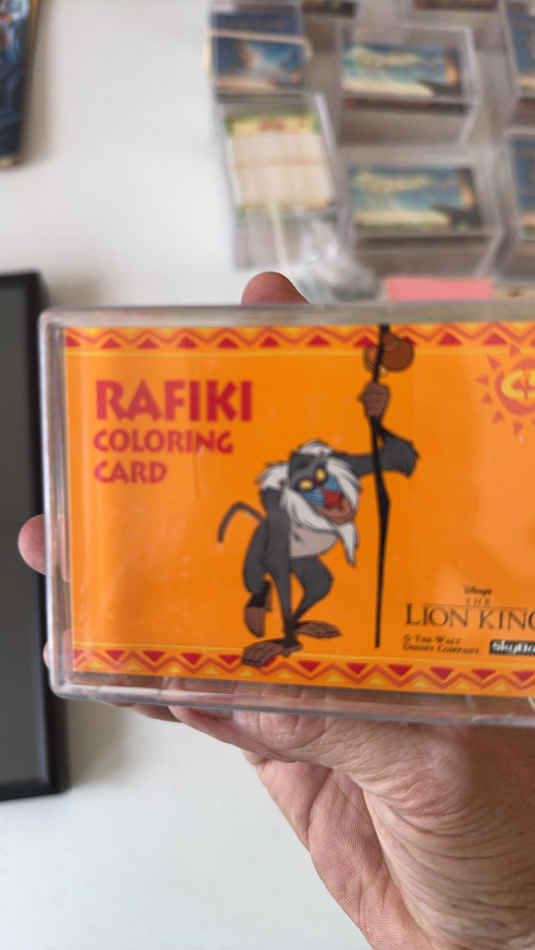 RAFIKI
COLORING
CARD
Disney's
THE
LION KING
© THE WALT
DISNEY COMPANY